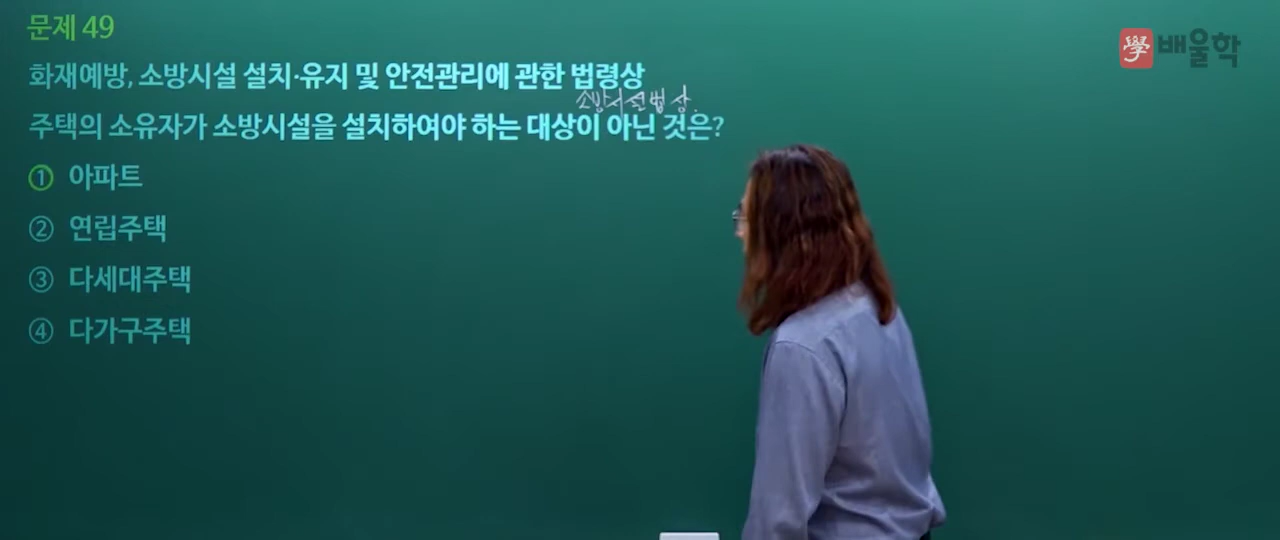 문제 49
學 배울학
화재예방, 소방시설 설치·유지 및 안전관리에 관한 법령상
소방시설법상.
주택의 소유자가 소방시설을 설치하여야 하는 대상이 아닌 것은?
① 아파트
② 연립주택
③ 다세대주택
④ 다가구주택